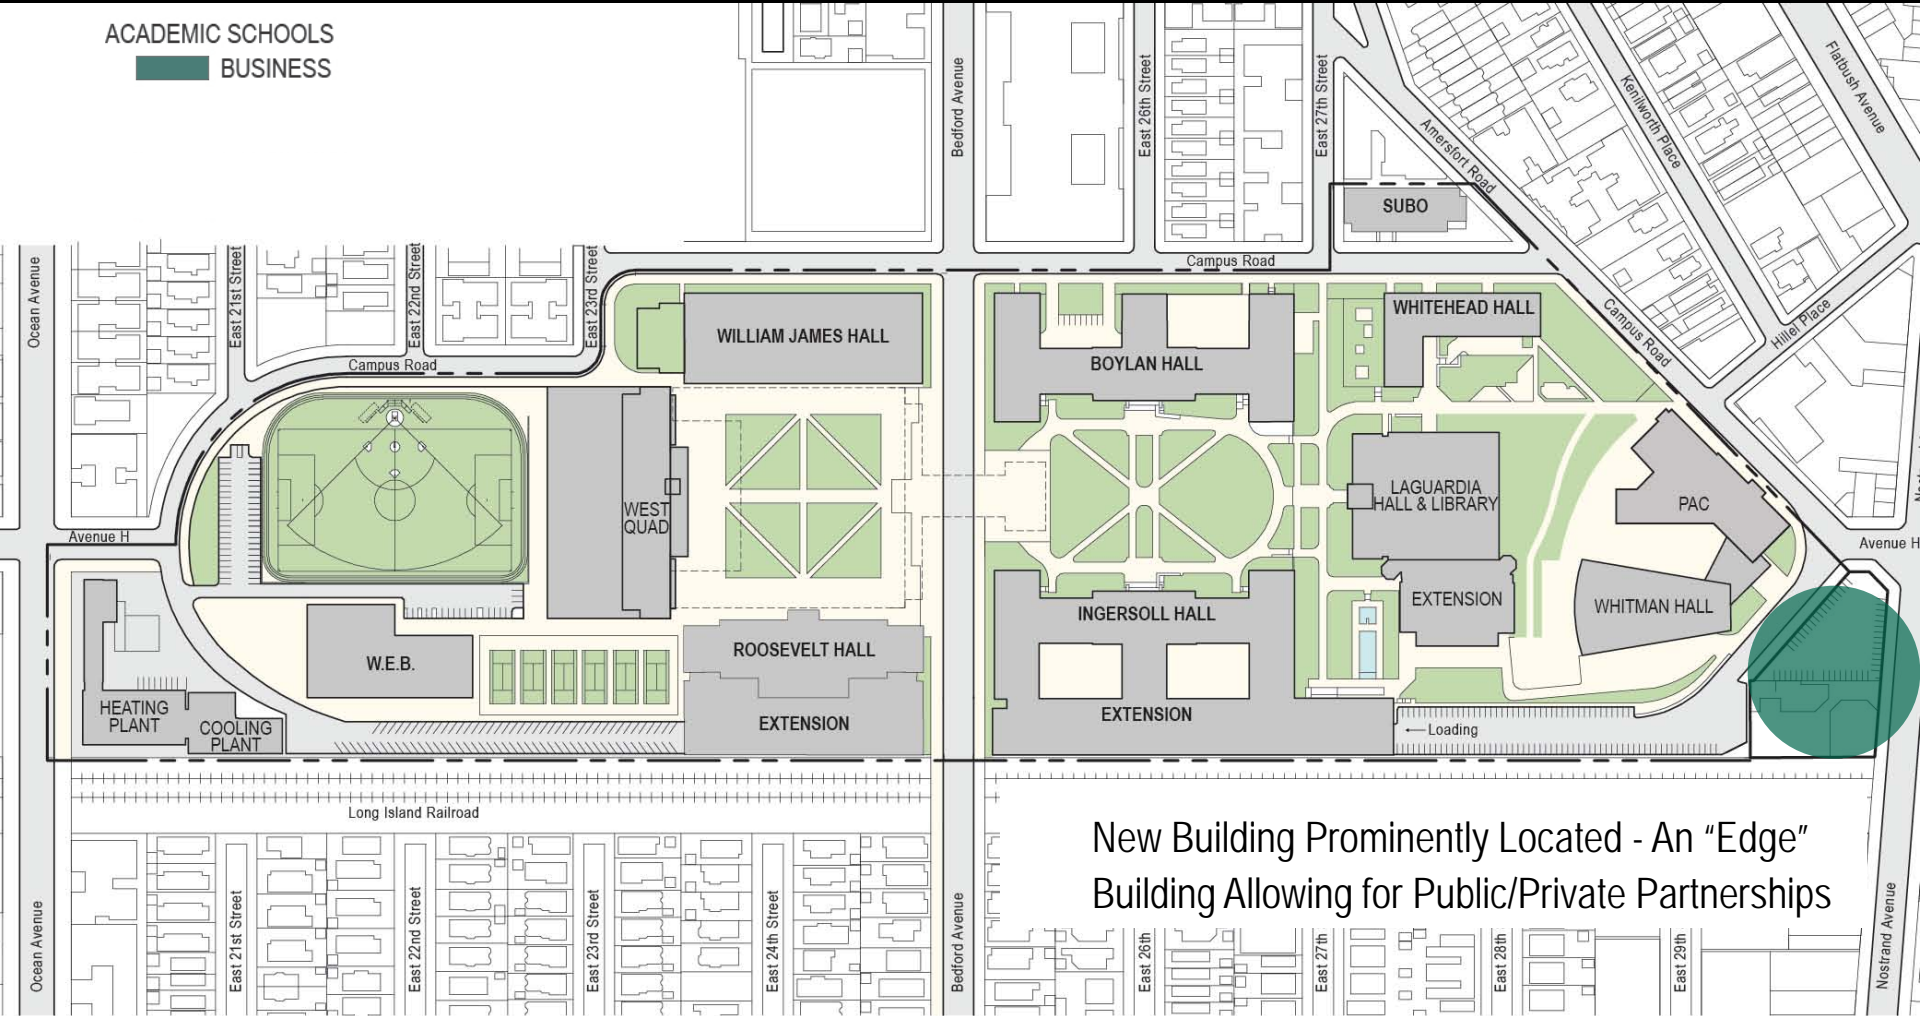 ACADEMIC SCHOOLS
BUSINESS
Ocean Avenue
East 21st Street
East 22nd Street
East 23rd Street
Bedford Avenue
East 26th Street
East 27th Street
Amersfort Road
Kenilworth Place
Flatbush Avenue
SUBO
Campus Road
Campus Road
Campus Road
Hillel Place
WILLIAM JAMES HALL
BOYLAN HALL
WHITEHEAD HALL
WEST
QUAD
LAGUARDIA
HALL & LIBRARY
PAC
Avenue H
Avenue H
INGERSOLL HALL
EXTENSION
WHITMAN HALL
W.E.B.
ROOSEVELT HALL
HEATING
PLANT
COOLING
PLANT
EXTENSION
EXTENSION
Loading
Long Island Railroad
New Building Prominently Located - An “Edge”
Building Allowing for Public/Private Partnerships
Ocean Avenue
East 21st Street
East 22nd Street
East 23rd Street
East 24th Street
Bedford Avenue
East 26th
East 27th
East 28th
East 29th
Nostrand Avenue